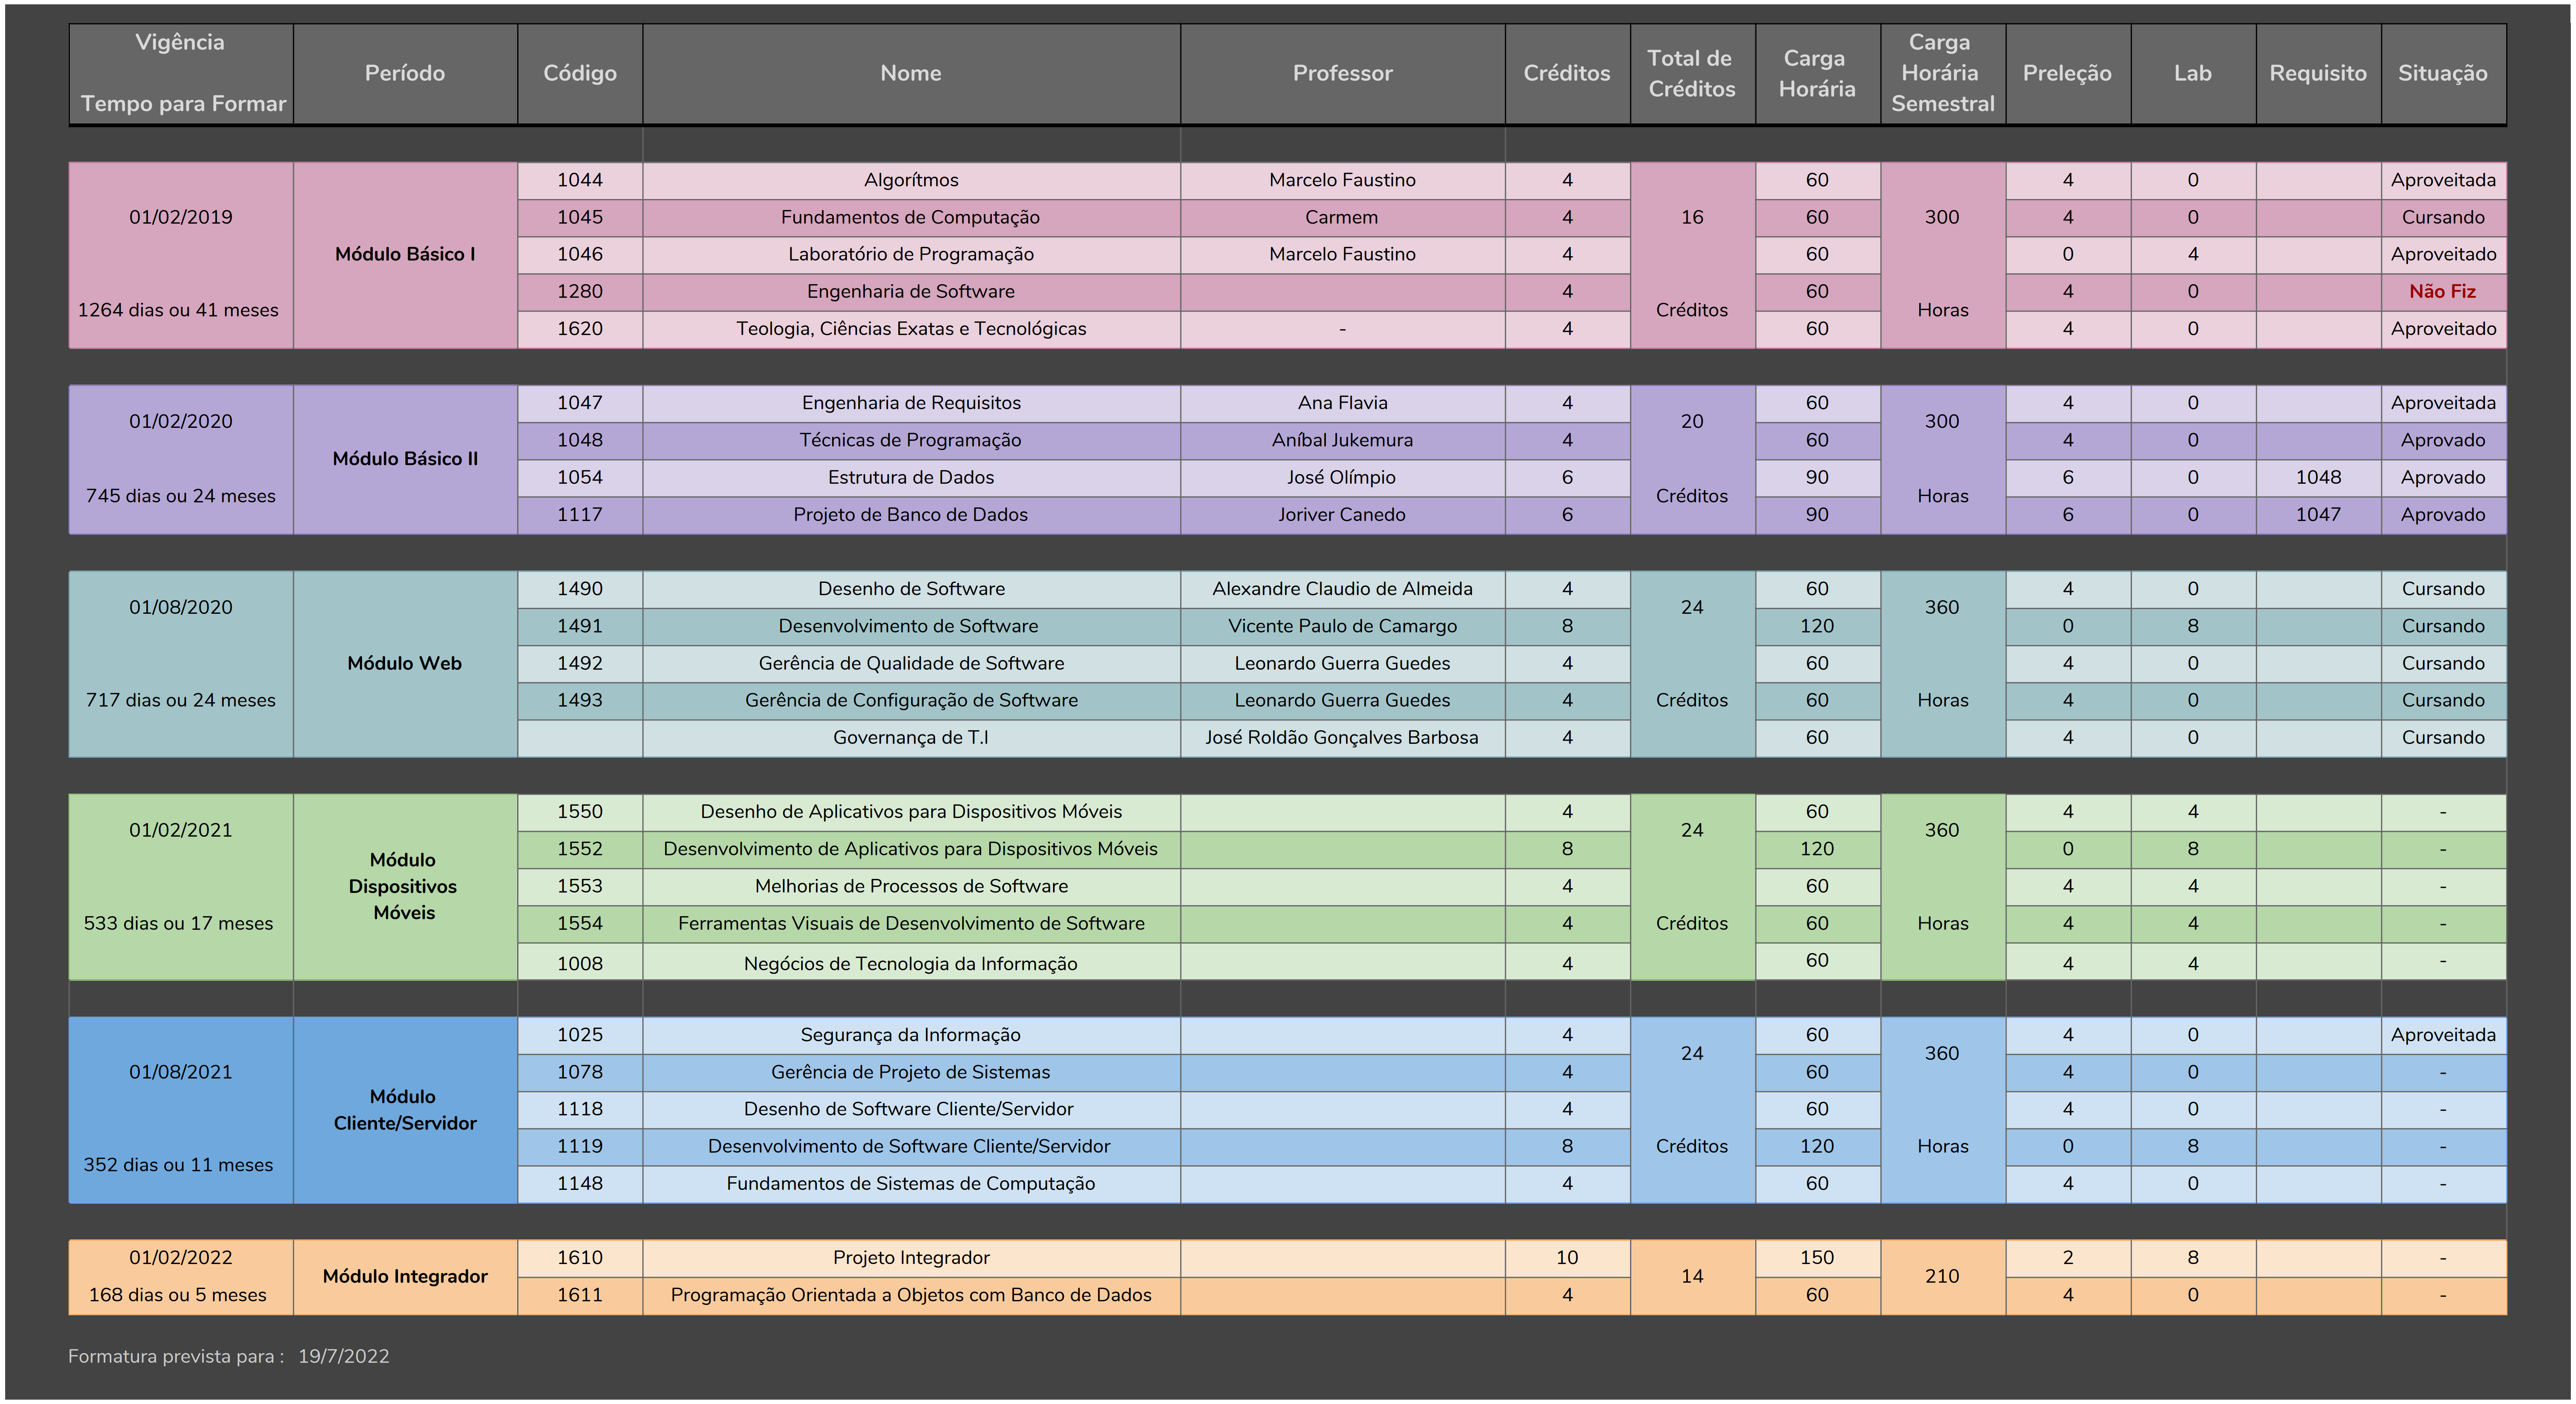 Vigência Tempo para Formar Período Código Nome Professor Créditos Total de Créditos Carga Horária Carga Horária Semestral Preleção Lab Requisito Situação
01/02/2019
1264 dias ou 41 meses
Módulo Básico I
16 Créditos
300 Horas
1044 Algorítmos Marcelo Faustino 4 60 4 0 Aproveitada
1045 Fundamentos de Computação Carmem 4 60 4 0 Cursando
1046 Laboratório de Programação Marcelo Faustino 4 60 0 4 Aproveitado
1280 Engenharia de Software 4 60 4 0 Não Fiz
1620 Teologia, Ciências Exatas e Tecnológicas - 4 60 4 0 Aproveitado
01/02/2020
745 dias ou 24 meses
Módulo Básico II
20 Créditos
300 Horas
1047 Engenharia de Requisitos Ana Flavia 4 60 4 0 Aproveitada
1048 Técnicas de Programação Aníbal Jukemura 4 60 4 0 Aprovado
1054 Estrutura de Dados José Olímpio 6 90 6 0 1048 Aprovado
1117 Projeto de Banco de Dados Joriver Canedo 6 90 6 0 1047 Aprovado
01/08/2020
717 dias ou 24 meses
Módulo Web
24 Créditos
360 Horas
1490 Desenho de Software Alexandre Claudio de Almeida 4 60 4 0 Cursando
1491 Desenvolvimento de Software Vicente Paulo de Camargo 8 120 0 8 Cursando
1492 Gerência de Qualidade de Software Leonardo Guerra Guedes 4 60 4 0 Cursando
1493 Gerência de Configuração de Software Leonardo Guerra Guedes 4 60 4 0 Cursando
Governança de T.I José Roldão Gonçalves Barbosa 4 60 4 0 Cursando
01/02/2021
533 dias ou 17 meses
Módulo Dispositivos Móveis
24 Créditos
360 Horas
1550 Desenho de Aplicativos para Dispositivos Móveis 4 60 4 4 -
1552 Desenvolvimento de Aplicativos para Dispositivos Móveis 8 120 0 8 -
1553 Melhorias de Processos de Software 4 60 4 4 -
1554 Ferramentas Visuais de Desenvolvimento de Software 4 60 4 4 -
1008 Negócios de Tecnologia da Informação 4 60 4 4 -
01/08/2021
352 dias ou 11 meses
Módulo Cliente/Servidor
24 Créditos
360 Horas
1025 Segurança da Informação 4 60 4 0 Aproveitada
1078 Gerência de Projeto de Sistemas 4 60 4 0 -
1118 Desenho de Software Cliente/Servidor 4 60 4 0 -
1119 Desenvolvimento de Software Cliente/Servidor 8 120 0 8 -
1148 Fundamentos de Sistemas de Computação 4 60 4 0 -
01/02/2022
168 dias ou 5 meses
Módulo Integrador
14
210
1610 Projeto Integrador 10 150 2 8 -
1611 Programação Orientada a Objetos com Banco de Dados 4 60 4 0 -
Formatura prevista para : 19/7/2022